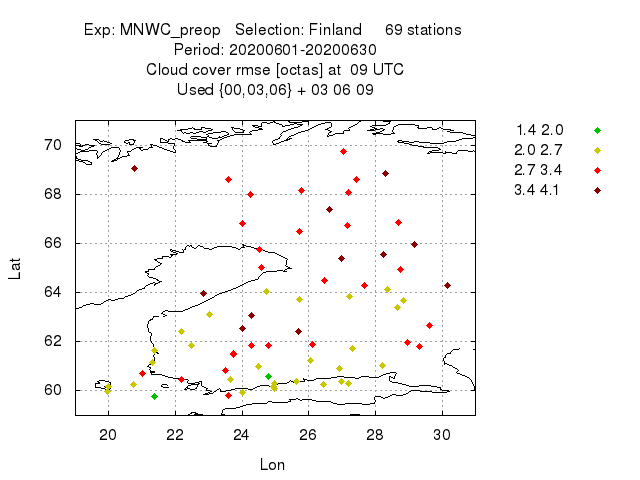 Exp: MNWC_preop Selection: Finland 69 stations
Period: 20200601-20200630
Cloud cover rmse [octas] at 09 UTC
Used {00,03,06} + 03 06 09
1.4 2.0
2.0 2.7
2.7 3.4
3.4 4.1
70
68
66
64
62
60
Lat
20 22 24 26 28 30
Lon